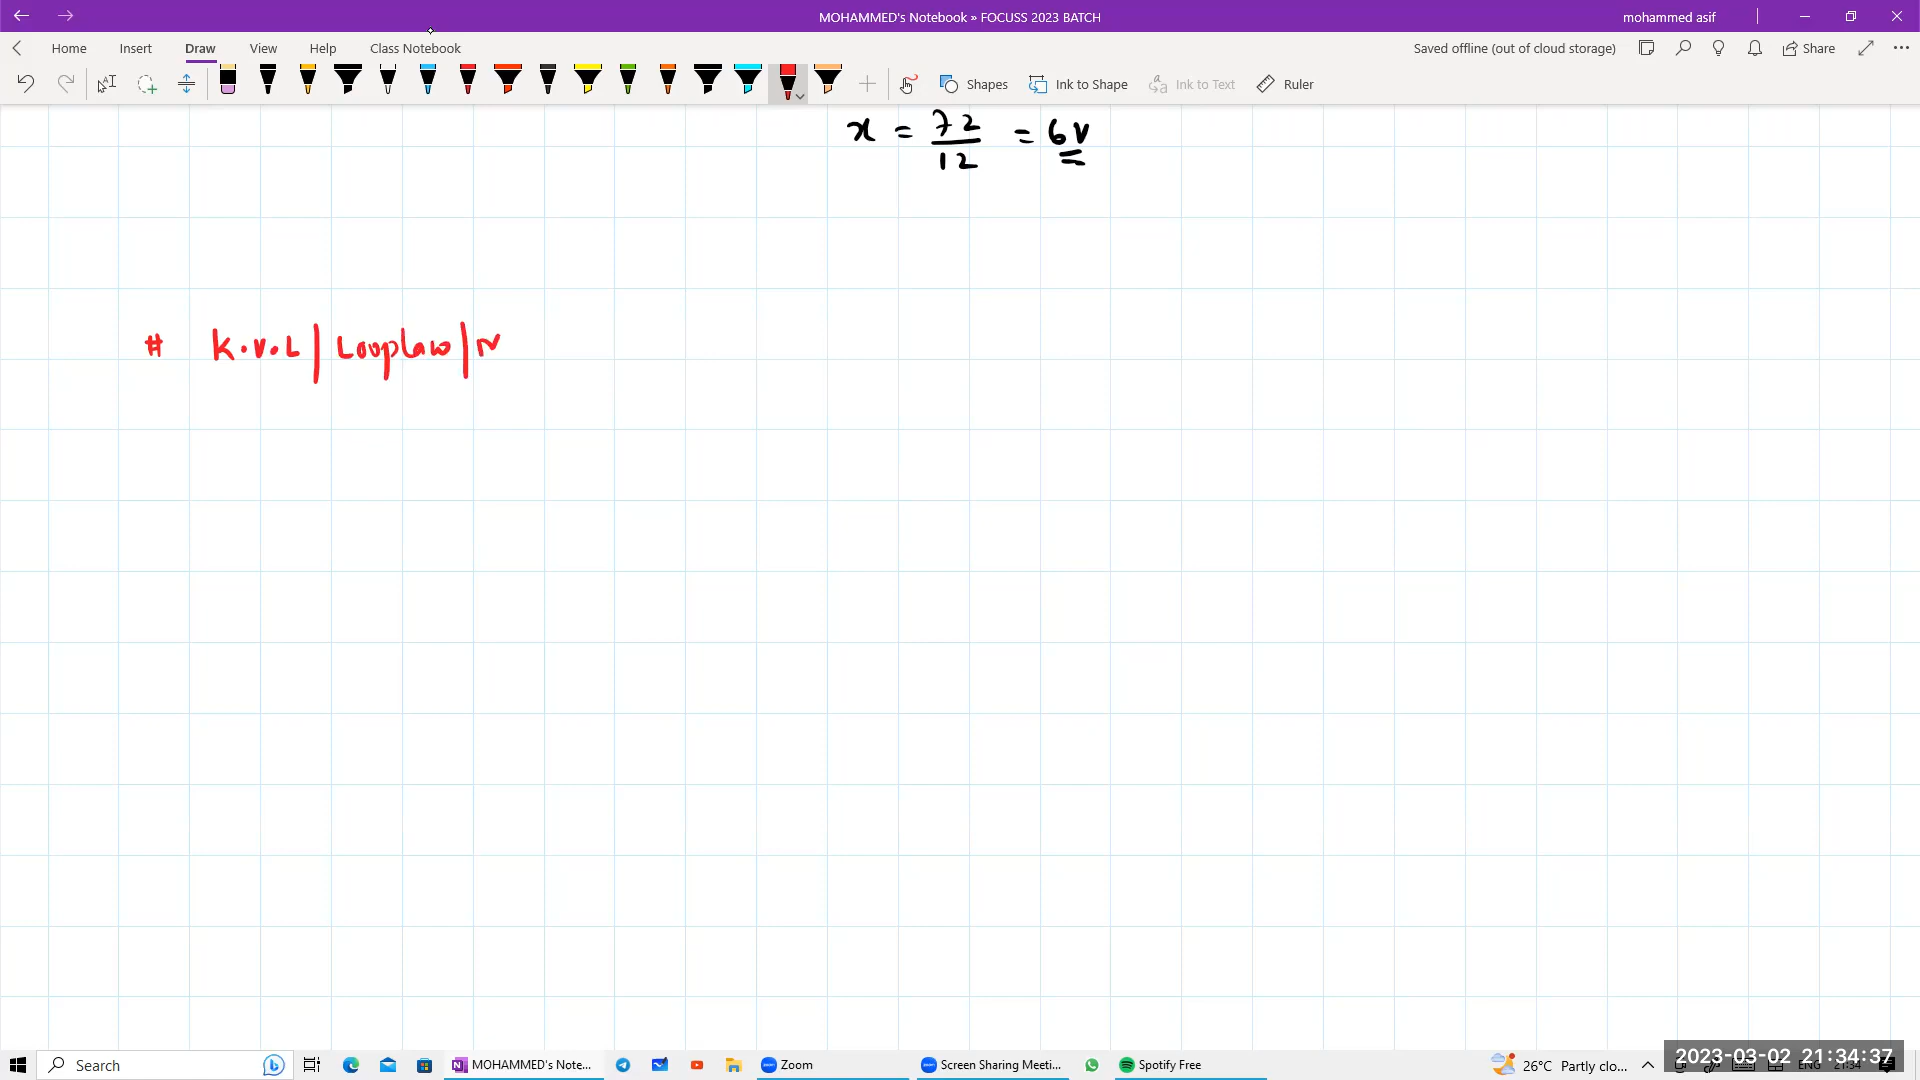 MOHAMMED's Notebook » FOCUSS 2023 BATCH
mohammed asif
Home Insert Draw View Help Class Notebook
Saved offline (out of cloud storage)
Share
Shapes Ink to Shape Ink to Text Ruler
x = 72/12 = 6V
# K.V.L | Loop Law | N
Search
MOHAMMED's Note...
Zoom
Screen Sharing Meeti...
Spotify Free
26°C Partly clo...
2023-03-02 21:34:37